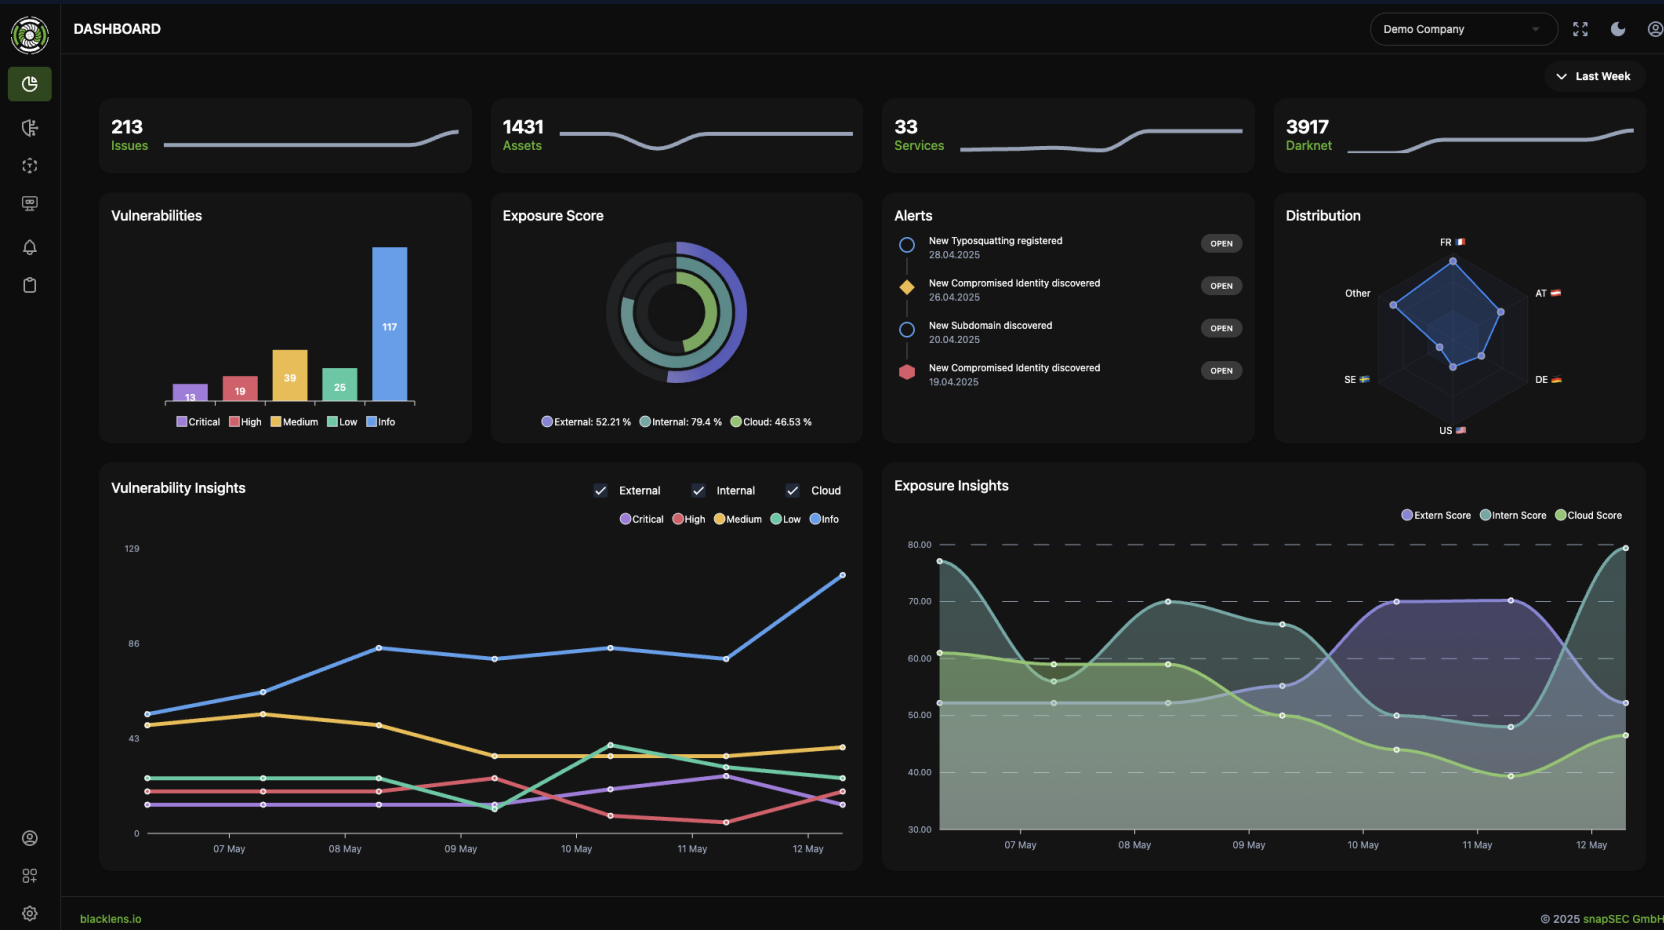 DASHBOARD
Demo Company
Last Week
213
Issues
1431
Assets
33
Services
3917
Darknet
Vulnerabilities
13
19
39
25
117
Critical High Medium Low Info
Exposure Score
External: 52.21 % Internal: 79.4 % Cloud: 46.53 %
Alerts
New Typosquatting registered
28.04.2025
OPEN
New Compromised Identity discovered
26.04.2025
OPEN
New Subdomain discovered
20.04.2025
OPEN
New Compromised Identity discovered
19.04.2025
OPEN
Distribution
FR
Other
AT
SE
DE
US
Vulnerability Insights
External Internal Cloud
Critical High Medium Low Info
129
86
43
0
07 May 08 May 09 May 10 May 11 May 12 May
Exposure Insights
Extern Score Intern Score Cloud Score
80.00
70.00
60.00
50.00
40.00
30.00
07 May 08 May 09 May 10 May 11 May 12 May
blacklens.io
© 2025 snapSEC GmbH